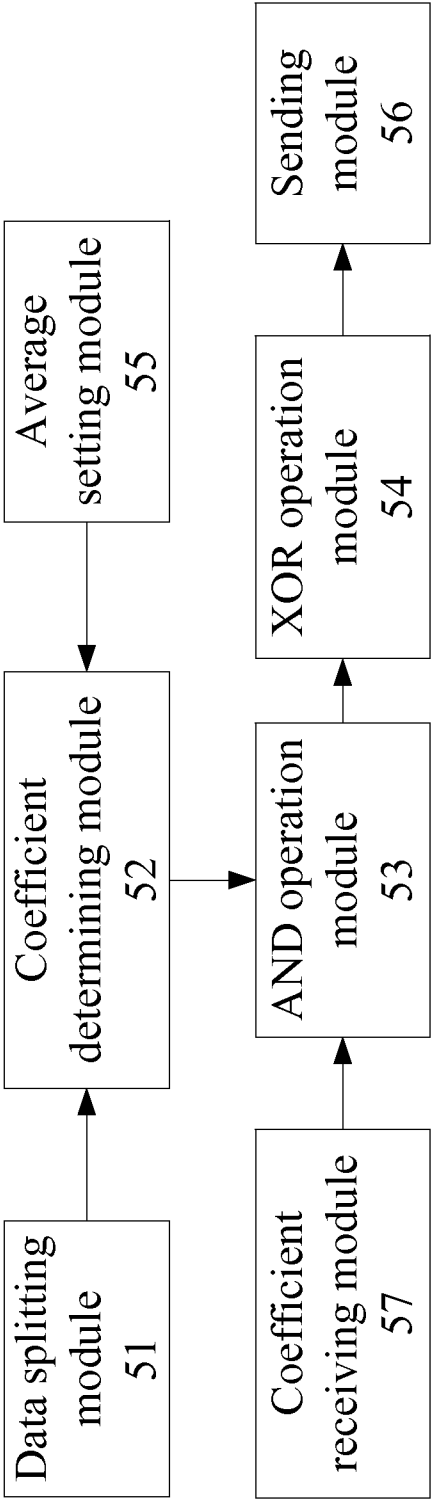 Data splitting
module
51
Coefficient
determining module
52
Average
setting module
55
Coefficient
receiving module
57
AND operation
module
53
XOR operation
module
54
Sending
module
56